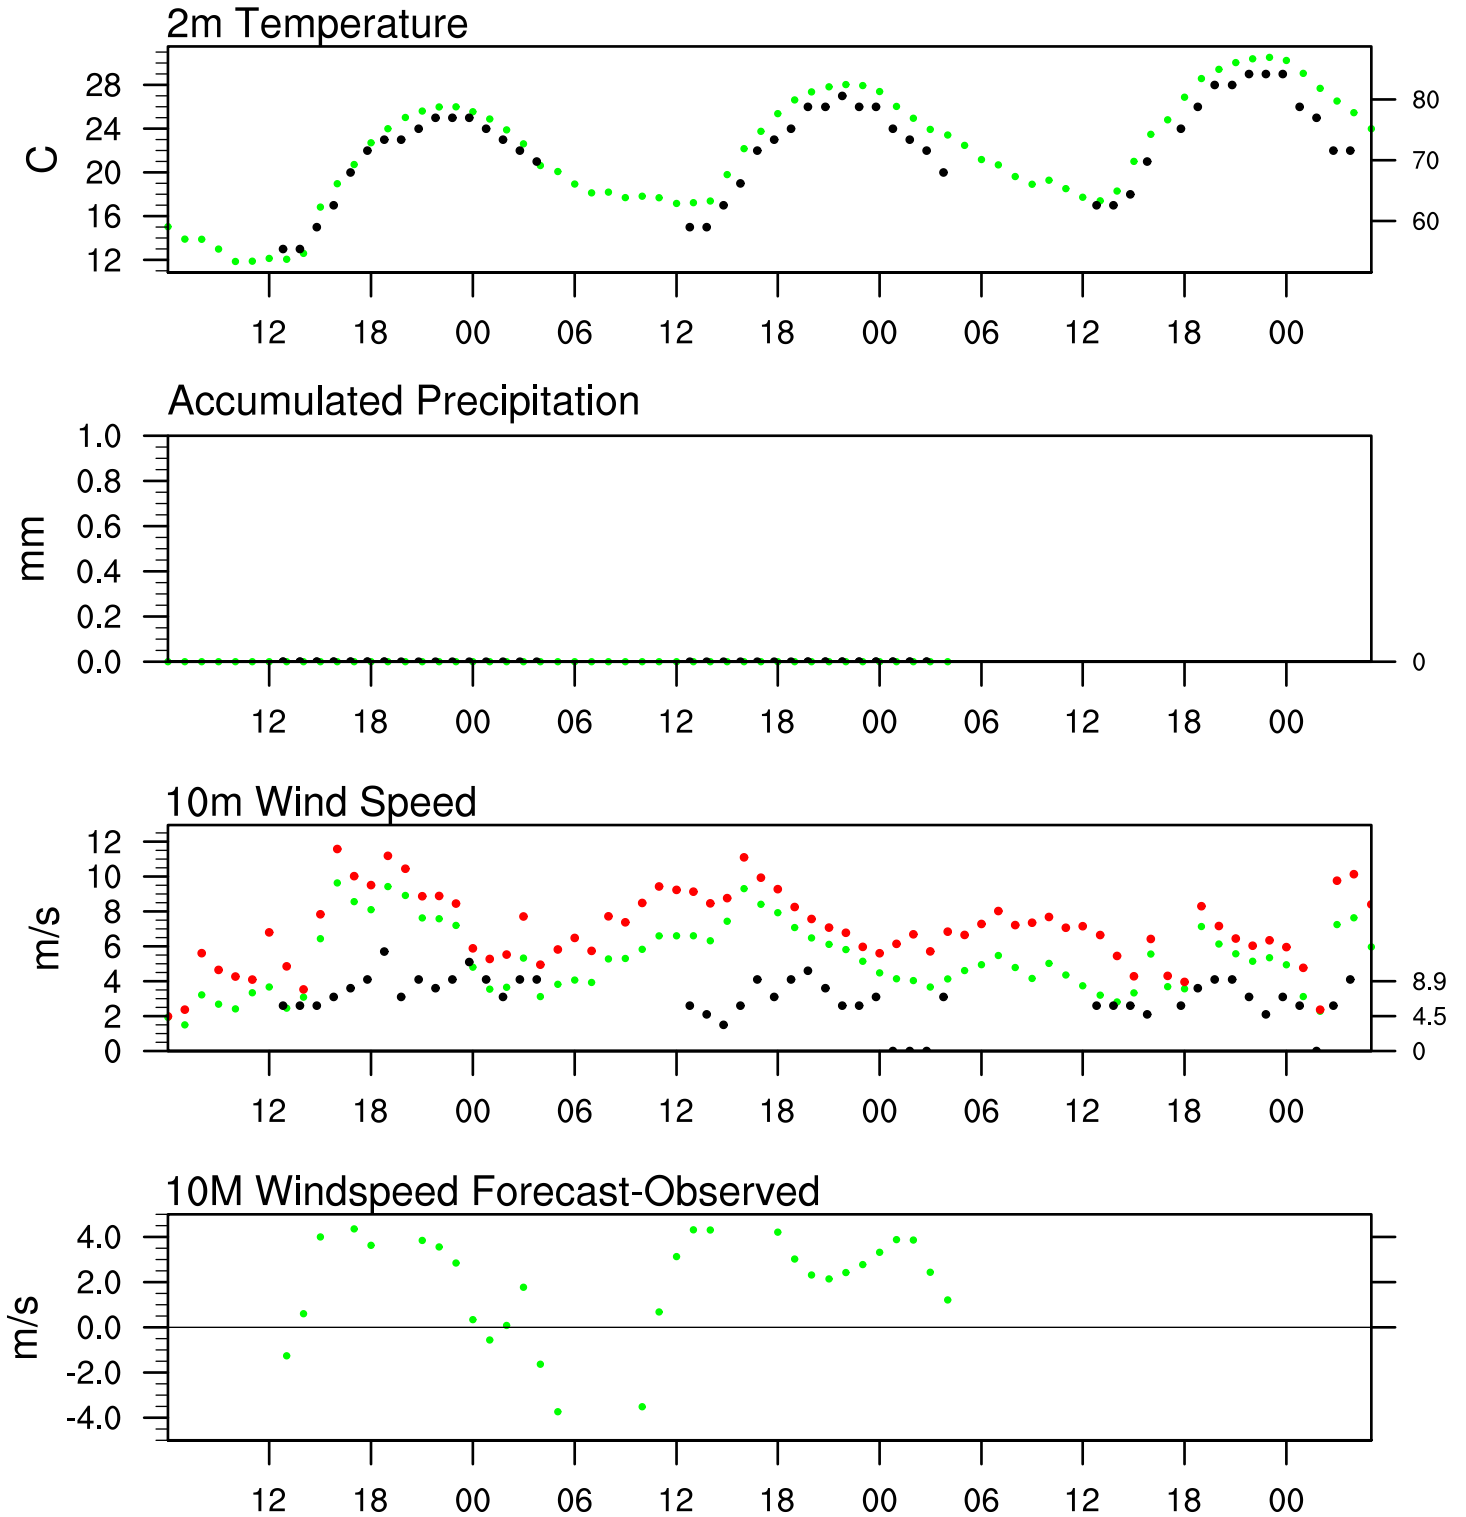 2m Temperature
28
24
20
16
12
C
80
70
60
12 18 00 06 12 18 00 06 12 18 00
Accumulated Precipitation
1.0
0.8
0.6
0.4
0.2
0.0
mm
0
12 18 00 06 12 18 00 06 12 18 00
10m Wind Speed
12
10
8
6
4
2
0
m/s
8.9
4.5
0
12 18 00 06 12 18 00 06 12 18 00
10M Windspeed Forecast-Observed
4.0
2.0
0.0
-2.0
-4.0
m/s
12 18 00 06 12 18 00 06 12 18 00